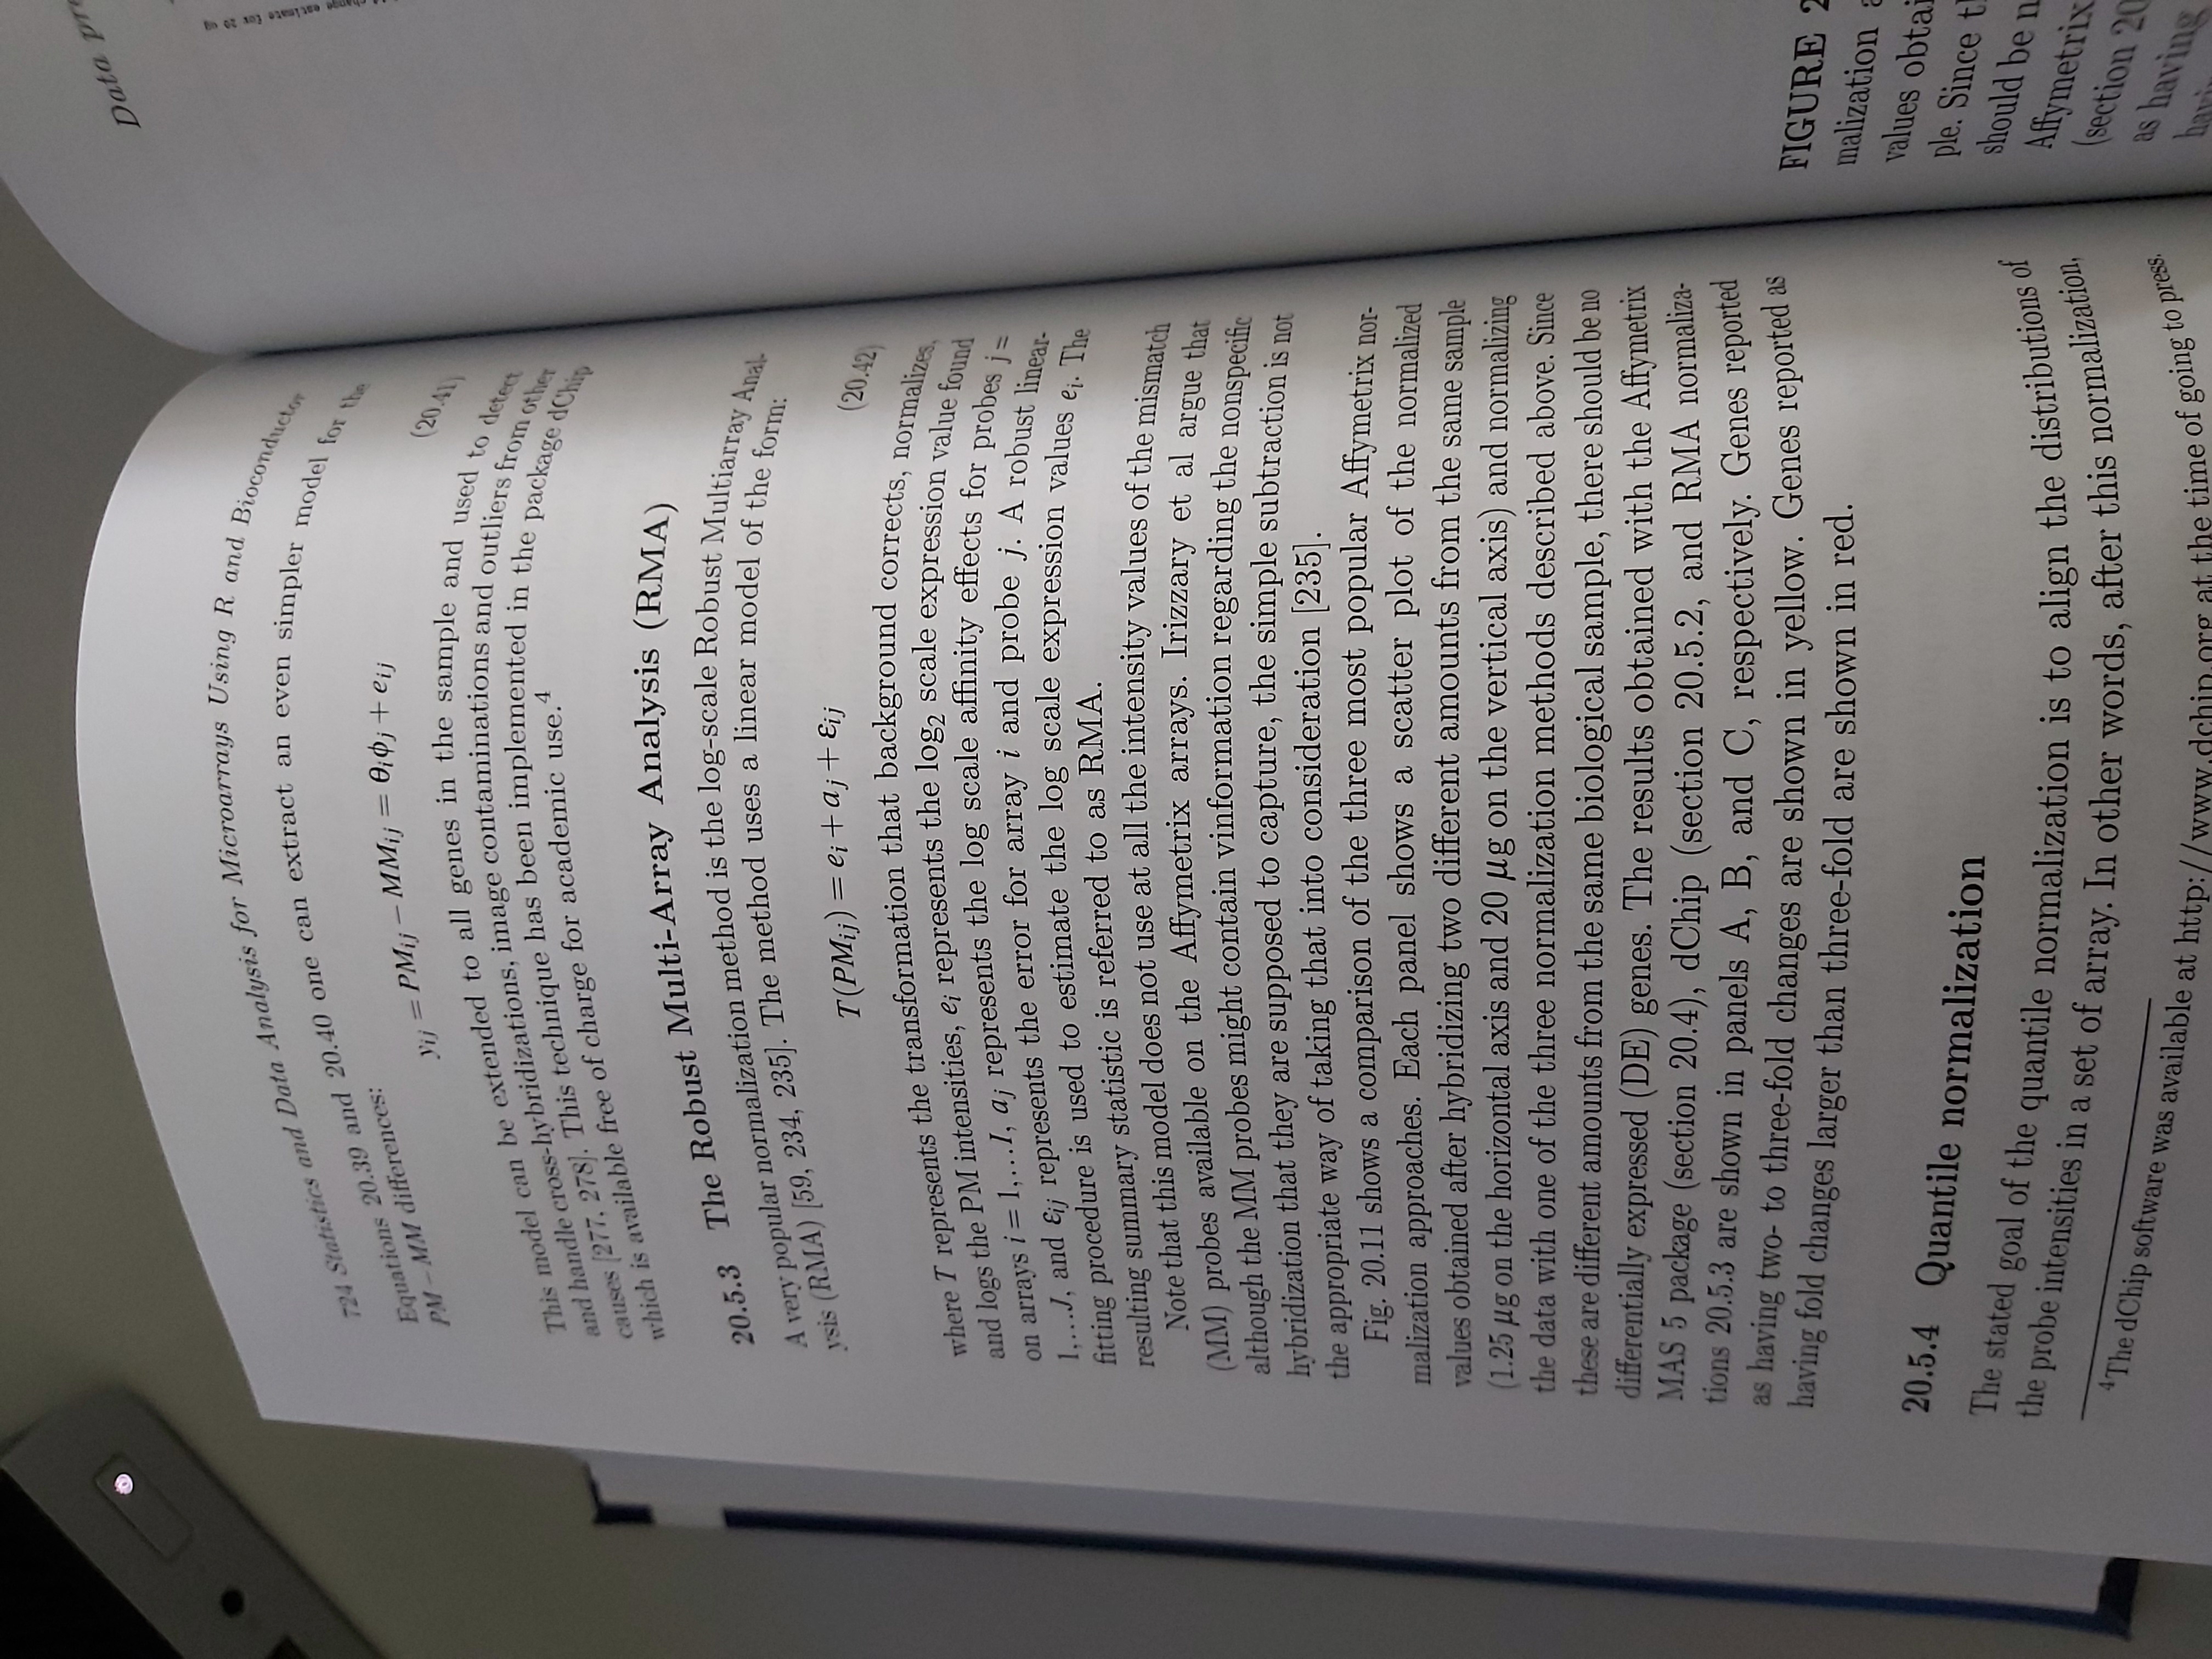 724 Statistics and Data Analysis for Microarrays Using R and Bioconductor
Equations 20.39 and 20.40 one can extract an even simpler model for the
PM − MM differences:
y_{ij} = PM_{ij} − MM_{ij} = θ_iϕ_j + e_{ij}
(20.41)
This model can be extended to all genes in the sample and used to detect
and handle cross-hybridizations, image contaminations and outliers from other
causes [277, 278]. This technique has been implemented in the package dChip
which is available free of charge for academic use.⁴
20.5.3 The Robust Multi-Array Analysis (RMA)
A very popular normalization method is the log-scale Robust Multiarray Anal-
ysis (RMA) [59, 234, 235]. The method uses a linear model of the form:
T(PM_{ij}) = e_i + a_j + ε_{ij}
(20.42)
where T represents the transformation that background corrects, normalizes,
and logs the PM intensities, e_i represents the log₂ scale expression value found
on arrays i = 1,...I, a_j represents the log scale affinity effects for probes j =
1,...J, and ε_{ij} represents the error for array i and probe j. A robust linear-
fitting procedure is used to estimate the log scale expression values e_i. The
resulting summary statistic is referred to as RMA.
Note that this model does not use at all the intensity values of the mismatch
(MM) probes available on the Affymetrix arrays. Irizzary et al argue that
although the MM probes might contain vinformation regarding the nonspecific
hybridization that they are supposed to capture, the simple subtraction is not
the appropriate way of taking that into consideration [235].
Fig. 20.11 shows a comparison of the three most popular Affymetrix nor-
malization approaches. Each panel shows a scatter plot of the normalized
values obtained after hybridizing two different amounts from the same sample
(1.25 μg on the horizontal axis and 20 μg on the vertical axis) and normalizing
the data with one of the three normalization methods described above. Since
these are different amounts from the same biological sample, there should be no
differentially expressed (DE) genes. The results obtained with the Affymetrix
MAS 5 package (section 20.4), dChip (section 20.5.2, and RMA normaliza-
tions 20.5.3 are shown in panels A, B, and C, respectively. Genes reported
as having two- to three-fold changes are shown in yellow. Genes reported as
having fold changes larger than three-fold are shown in red.
20.5.4 Quantile normalization
The stated goal of the quantile normalization is to align the distributions of
the probe intensities in a set of array. In other words, after this normalization,
⁴The dChip software was available at http://www.dchip.org at the time of going to press.
Data
estimate for 20 ug
FIGURE
malization
values
ple. Since
should be
Affymetrix
(section
as having